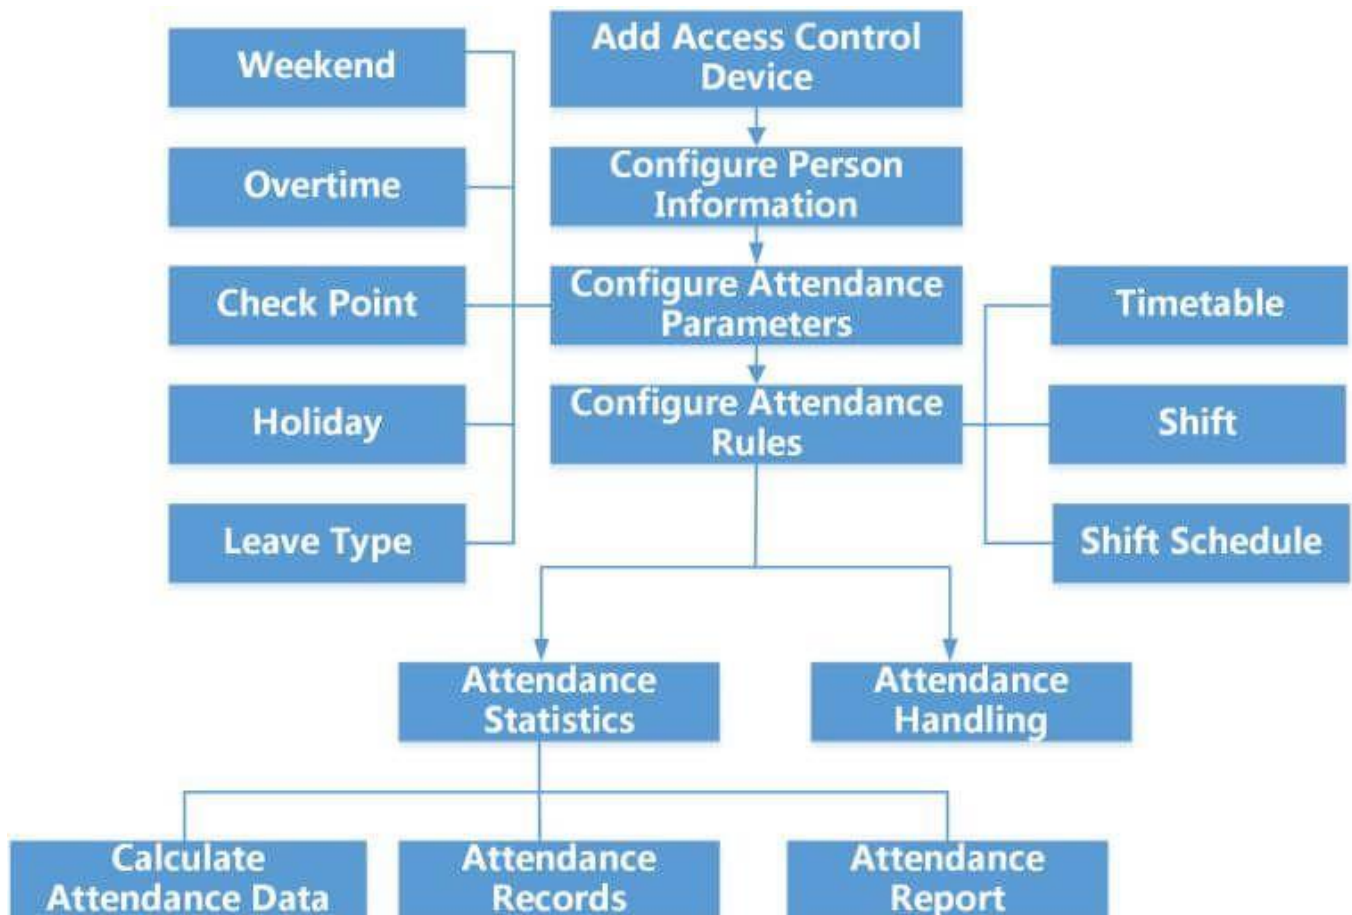 Add Access Control
Device
Weekend
Configure Person
Information
Overtime
Configure Attendance
Parameters
Check Point
Timetable
Configure Attendance
Rules
Holiday
Shift
Leave Type
Shift Schedule
Attendance
Statistics
Attendance
Handling
Calculate
Attendance Data
Attendance
Records
Attendance
Report